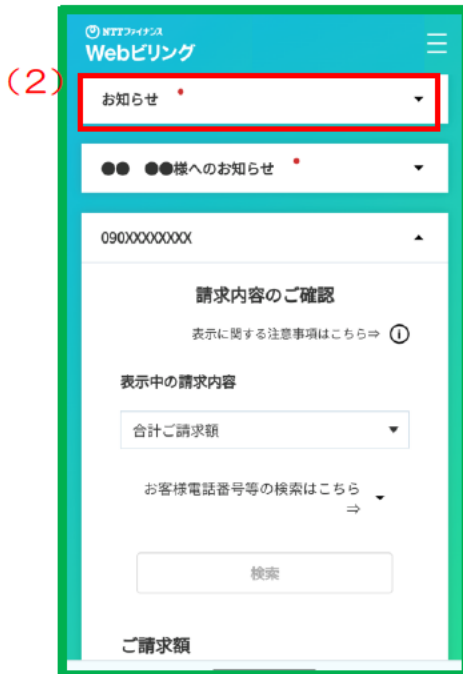 NTTファイナンス
Webビリング
(2)
お知らせ
●● ●●様へのお知らせ
090XXXXXXXXX
請求内容のご確認
表示に関する注意事項はこちら⇒ ⓘ
表示中の請求内容
合計ご請求額
お客様電話番号等の検索はこちら
⇒
検索
ご請求額